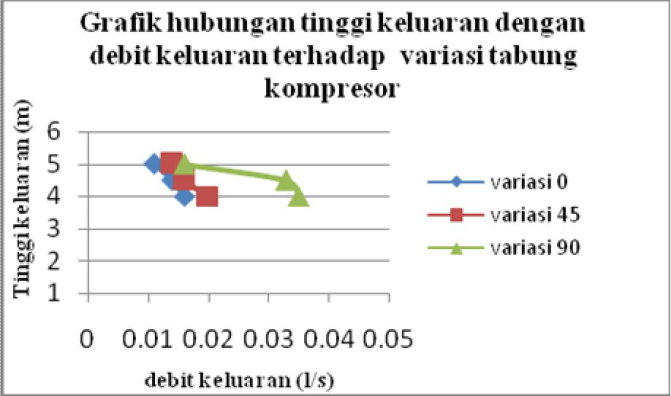 Grafik hubungan tinggi keluaran dengan
debit keluaran terhadap variasi tabung
kompresor
Tinggi keluaran (m)
6
5
4
3
2
1
0 0.01 0.02 0.03 0.04 0.05
debit keluaran (l/s)
variasi 0
variasi 45
variasi 90